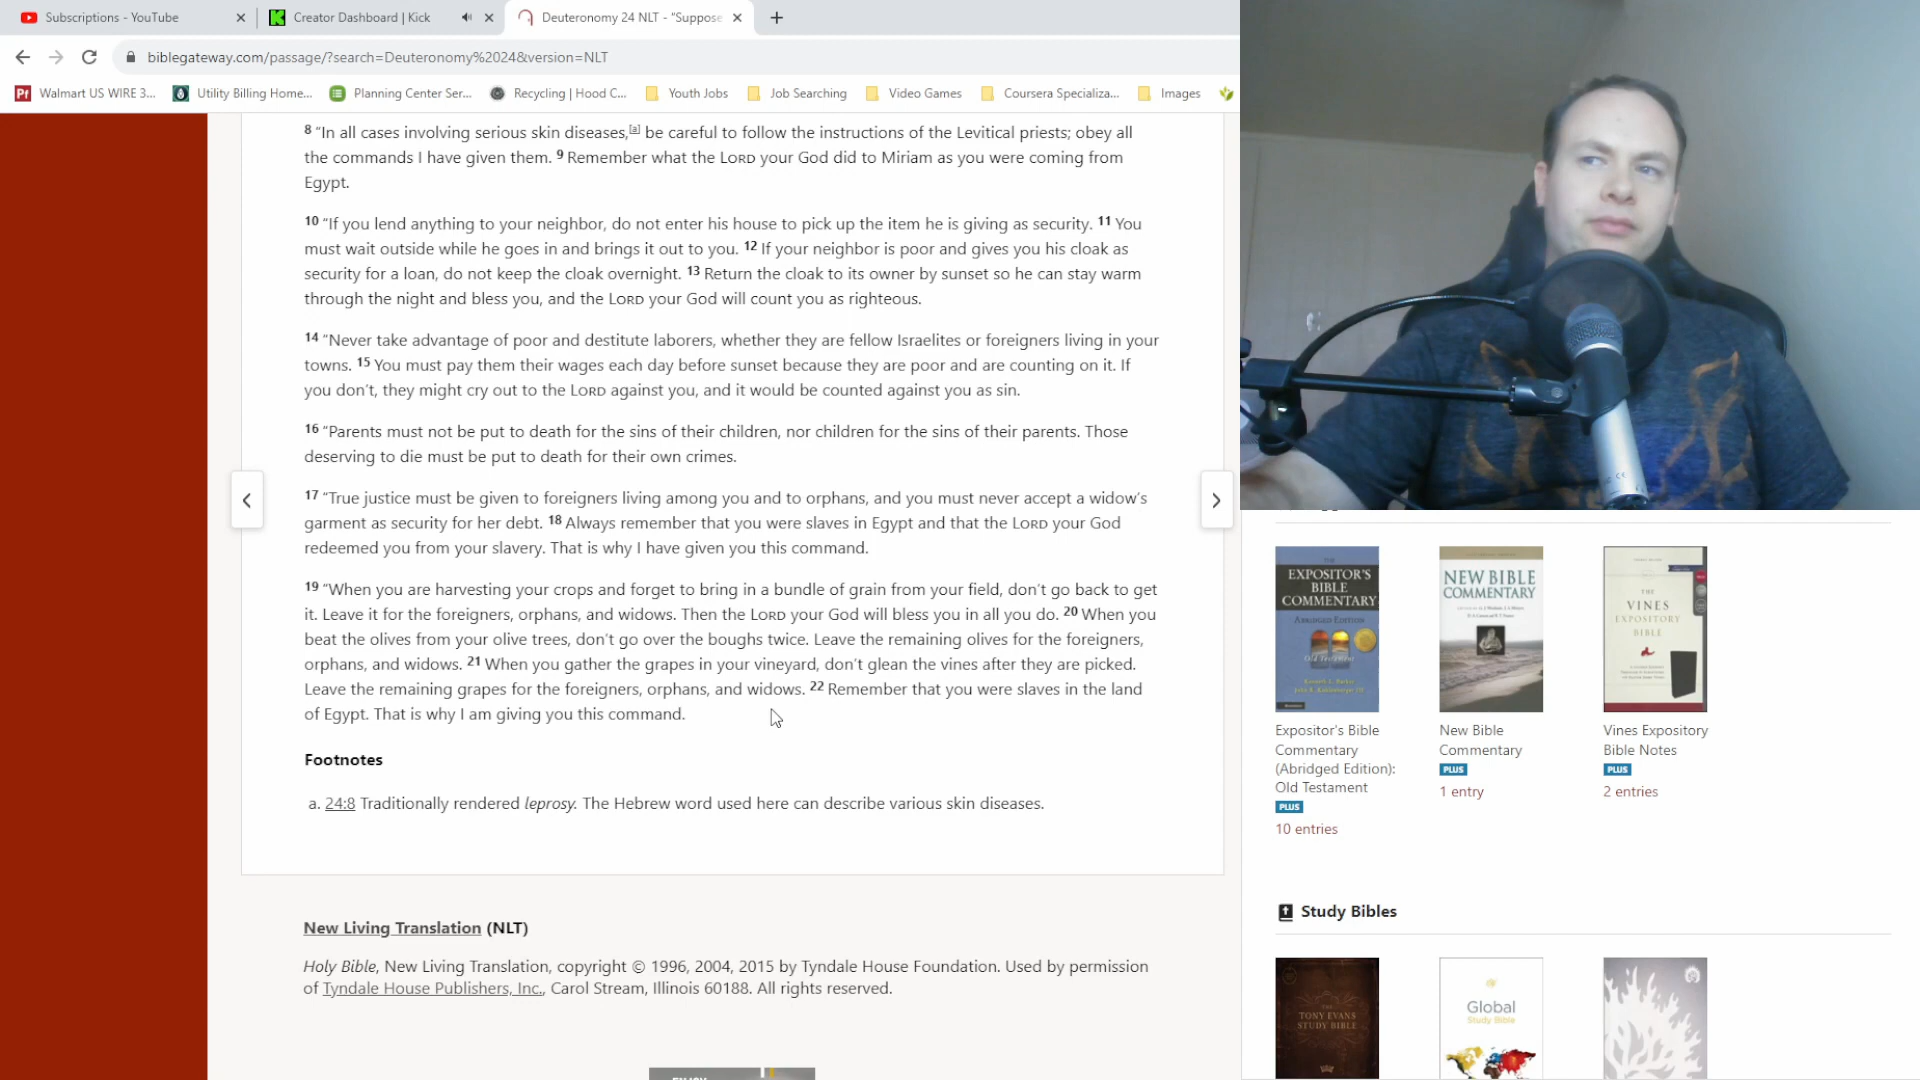 Subscriptions - YouTube
Creator Dashboard | Kick
Deuteronomy 24 NLT - “Suppose
biblegateway.com/passage/?search=Deuteronomy%2024&version=NLT
Walmart US WIRE 3...
Utility Billing Home...
Planning Center Ser...
Recycling | Hood C...
Youth Jobs
Job Searching
Video Games
Coursera Specializa...
Images
8 “In all cases involving serious skin diseases,[a] be careful to follow the instructions of the Levitical priests; obey all
the commands I have given them. 9 Remember what the LORD your God did to Miriam as you were coming from
Egypt.
10 “If you lend anything to your neighbor, do not enter his house to pick up the item he is giving as security. 11 You
must wait outside while he goes in and brings it out to you. 12 If your neighbor is poor and gives you his cloak as
security for a loan, do not keep the cloak overnight. 13 Return the cloak to its owner by sunset so he can stay warm
through the night and bless you, and the LORD your God will count you as righteous.
14 “Never take advantage of poor and destitute laborers, whether they are fellow Israelites or foreigners living in your
towns. 15 You must pay them their wages each day before sunset because they are poor and are counting on it. If
you don’t, they might cry out to the LORD against you, and it would be counted against you as sin.
16 “Parents must not be put to death for the sins of their children, nor children for the sins of their parents. Those
deserving to die must be put to death for their own crimes.
17 “True justice must be given to foreigners living among you and to orphans, and you must never accept a widow’s
garment as security for her debt. 18 Always remember that you were slaves in Egypt and that the LORD your God
redeemed you from your slavery. That is why I have given you this command.
19 “When you are harvesting your crops and forget to bring in a bundle of grain from your field, don’t go back to get
it. Leave it for the foreigners, orphans, and widows. Then the LORD your God will bless you in all you do. 20 When you
beat the olives from your olive trees, don’t go over the boughs twice. Leave the remaining olives for the foreigners,
orphans, and widows. 21 When you gather the grapes in your vineyard, don’t glean the vines after they are picked.
Leave the remaining grapes for the foreigners, orphans, and widows. 22 Remember that you were slaves in the land
of Egypt. That is why I am giving you this command.
Footnotes
a. 24:8 Traditionally rendered leprosy. The Hebrew word used here can describe various skin diseases.
New Living Translation (NLT)
Holy Bible, New Living Translation, copyright © 1996, 2004, 2015 by Tyndale House Foundation. Used by permission
of Tyndale House Publishers, Inc., Carol Stream, Illinois 60188. All rights reserved.
THE
EXPOSITOR'S
BIBLE
COMMENTARY
ABRIDGED EDITION
Old Testament
NEW BIBLE
COMMENTARY
THE
VINES
EXPOSITORY
BIBLE
Expositor's Bible
Commentary
(Abridged Edition):
Old Testament
PLUS
10 entries
New Bible
Commentary
PLUS
1 entry
Vines Expository
Bible Notes
PLUS
2 entries
Study Bibles
THE
TONY EVANS
STUDY BIBLE
Global
Study Bible